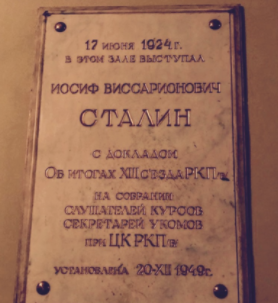 17 июня 1924 г.
В ЭТОМ ЗАЛЕ ВЫСТУПАЛ
ИОСИФ ВИССАРИОНОВИЧ
СТАЛИН
С ДОКЛАДОМ
ОБ ИТОГАХ XIII СЪЕЗДА РКП(б)
НА СОБРАНИИ
СЛУШАТЕЛЕЙ КУРСОВ
СЕКРЕТАРЕЙ УКОМОВ
ПРИ ЦК РКП(б)
УСТАНОВЛЕНА 20-XII 1949г.